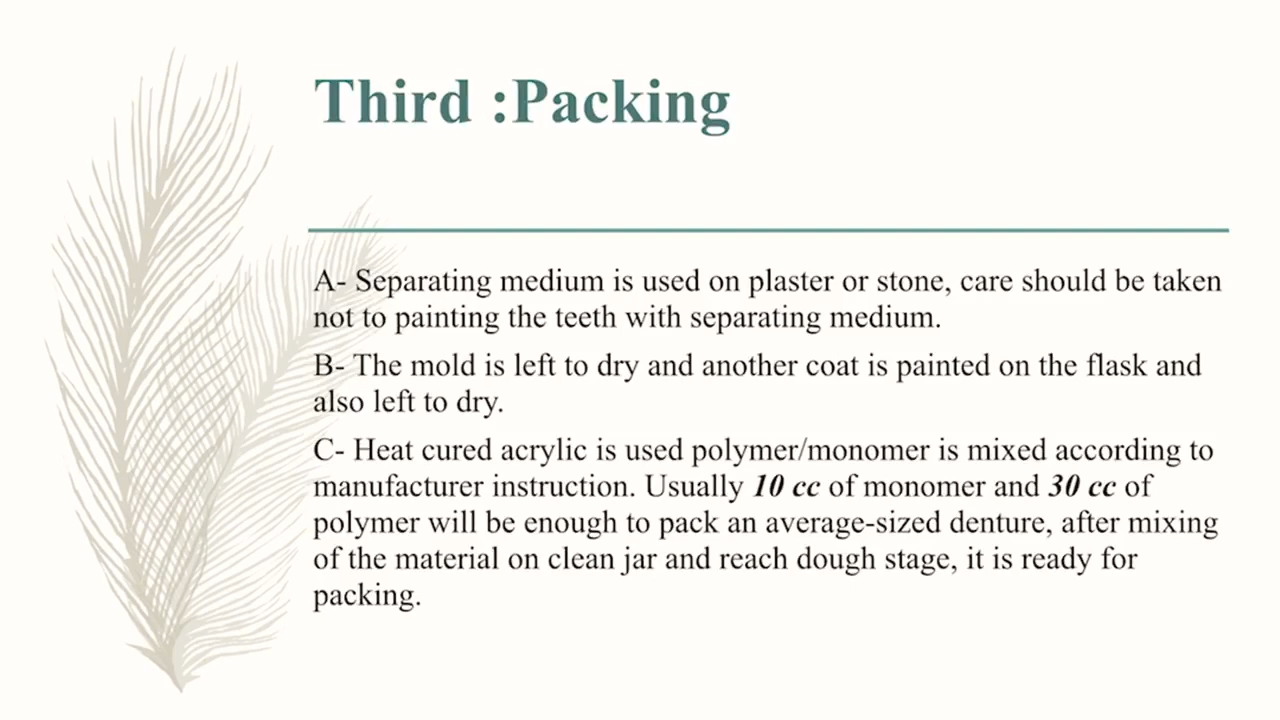 Third :Packing
A- Separating medium is used on plaster or stone, care should be taken
not to painting the teeth with separating medium.
B- The mold is left to dry and another coat is painted on the flask and
also left to dry.
C- Heat cured acrylic is used polymer/monomer is mixed according to
manufacturer instruction. Usually 10 cc of monomer and 30 cc of
polymer will be enough to pack an average-sized denture, after mixing
of the material on clean jar and reach dough stage, it is ready for
packing.